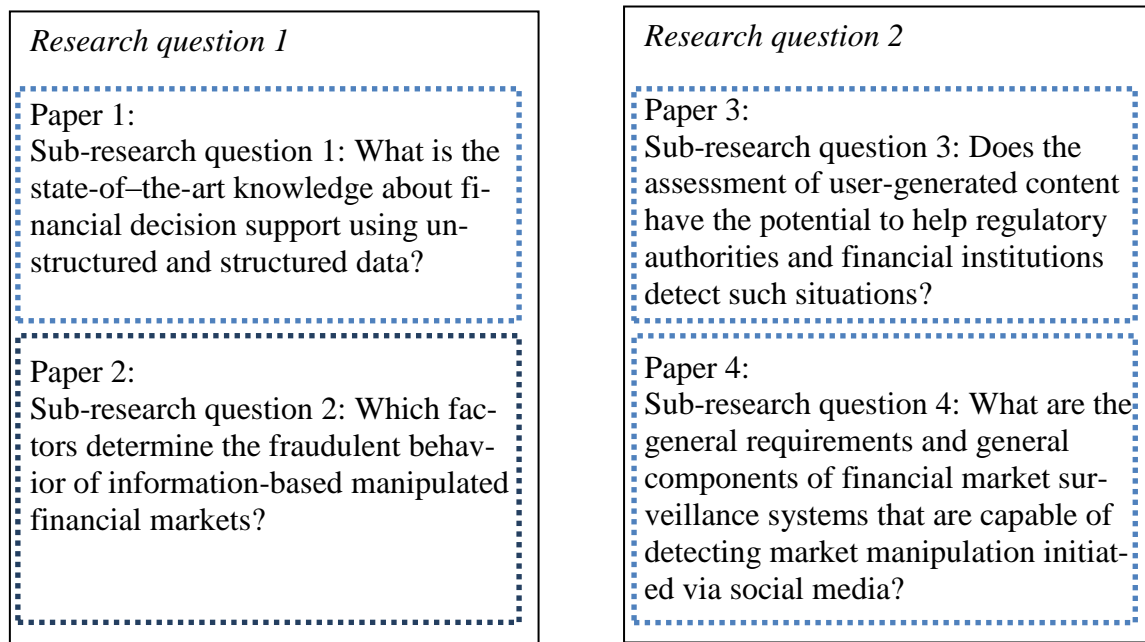 Research question 1
Paper 1:
Sub-research question 1: What is the
state-of–the-art knowledge about fi-
nancial decision support using un-
structured and structured data?
Paper 2:
Sub-research question 2: Which fac-
tors determine the fraudulent behav-
ior of information-based manipulated
financial markets?
Research question 2
Paper 3:
Sub-research question 3: Does the
assessment of user-generated content
have the potential to help regulatory
authorities and financial institutions
detect such situations?
Paper 4:
Sub-research question 4: What are the
general requirements and general
components of financial market sur-
veillance systems that are capable of
detecting market manipulation initiat-
ed via social media?